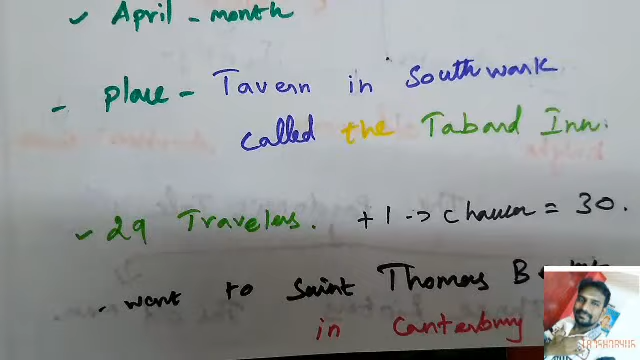 ✓ April - month
- place - Tavern in Southwark
called the Tabard Inn.
✓ 29 Travelers. + 1 -> Chaucer = 30.
- want to Saint Thomas
in Canterbury